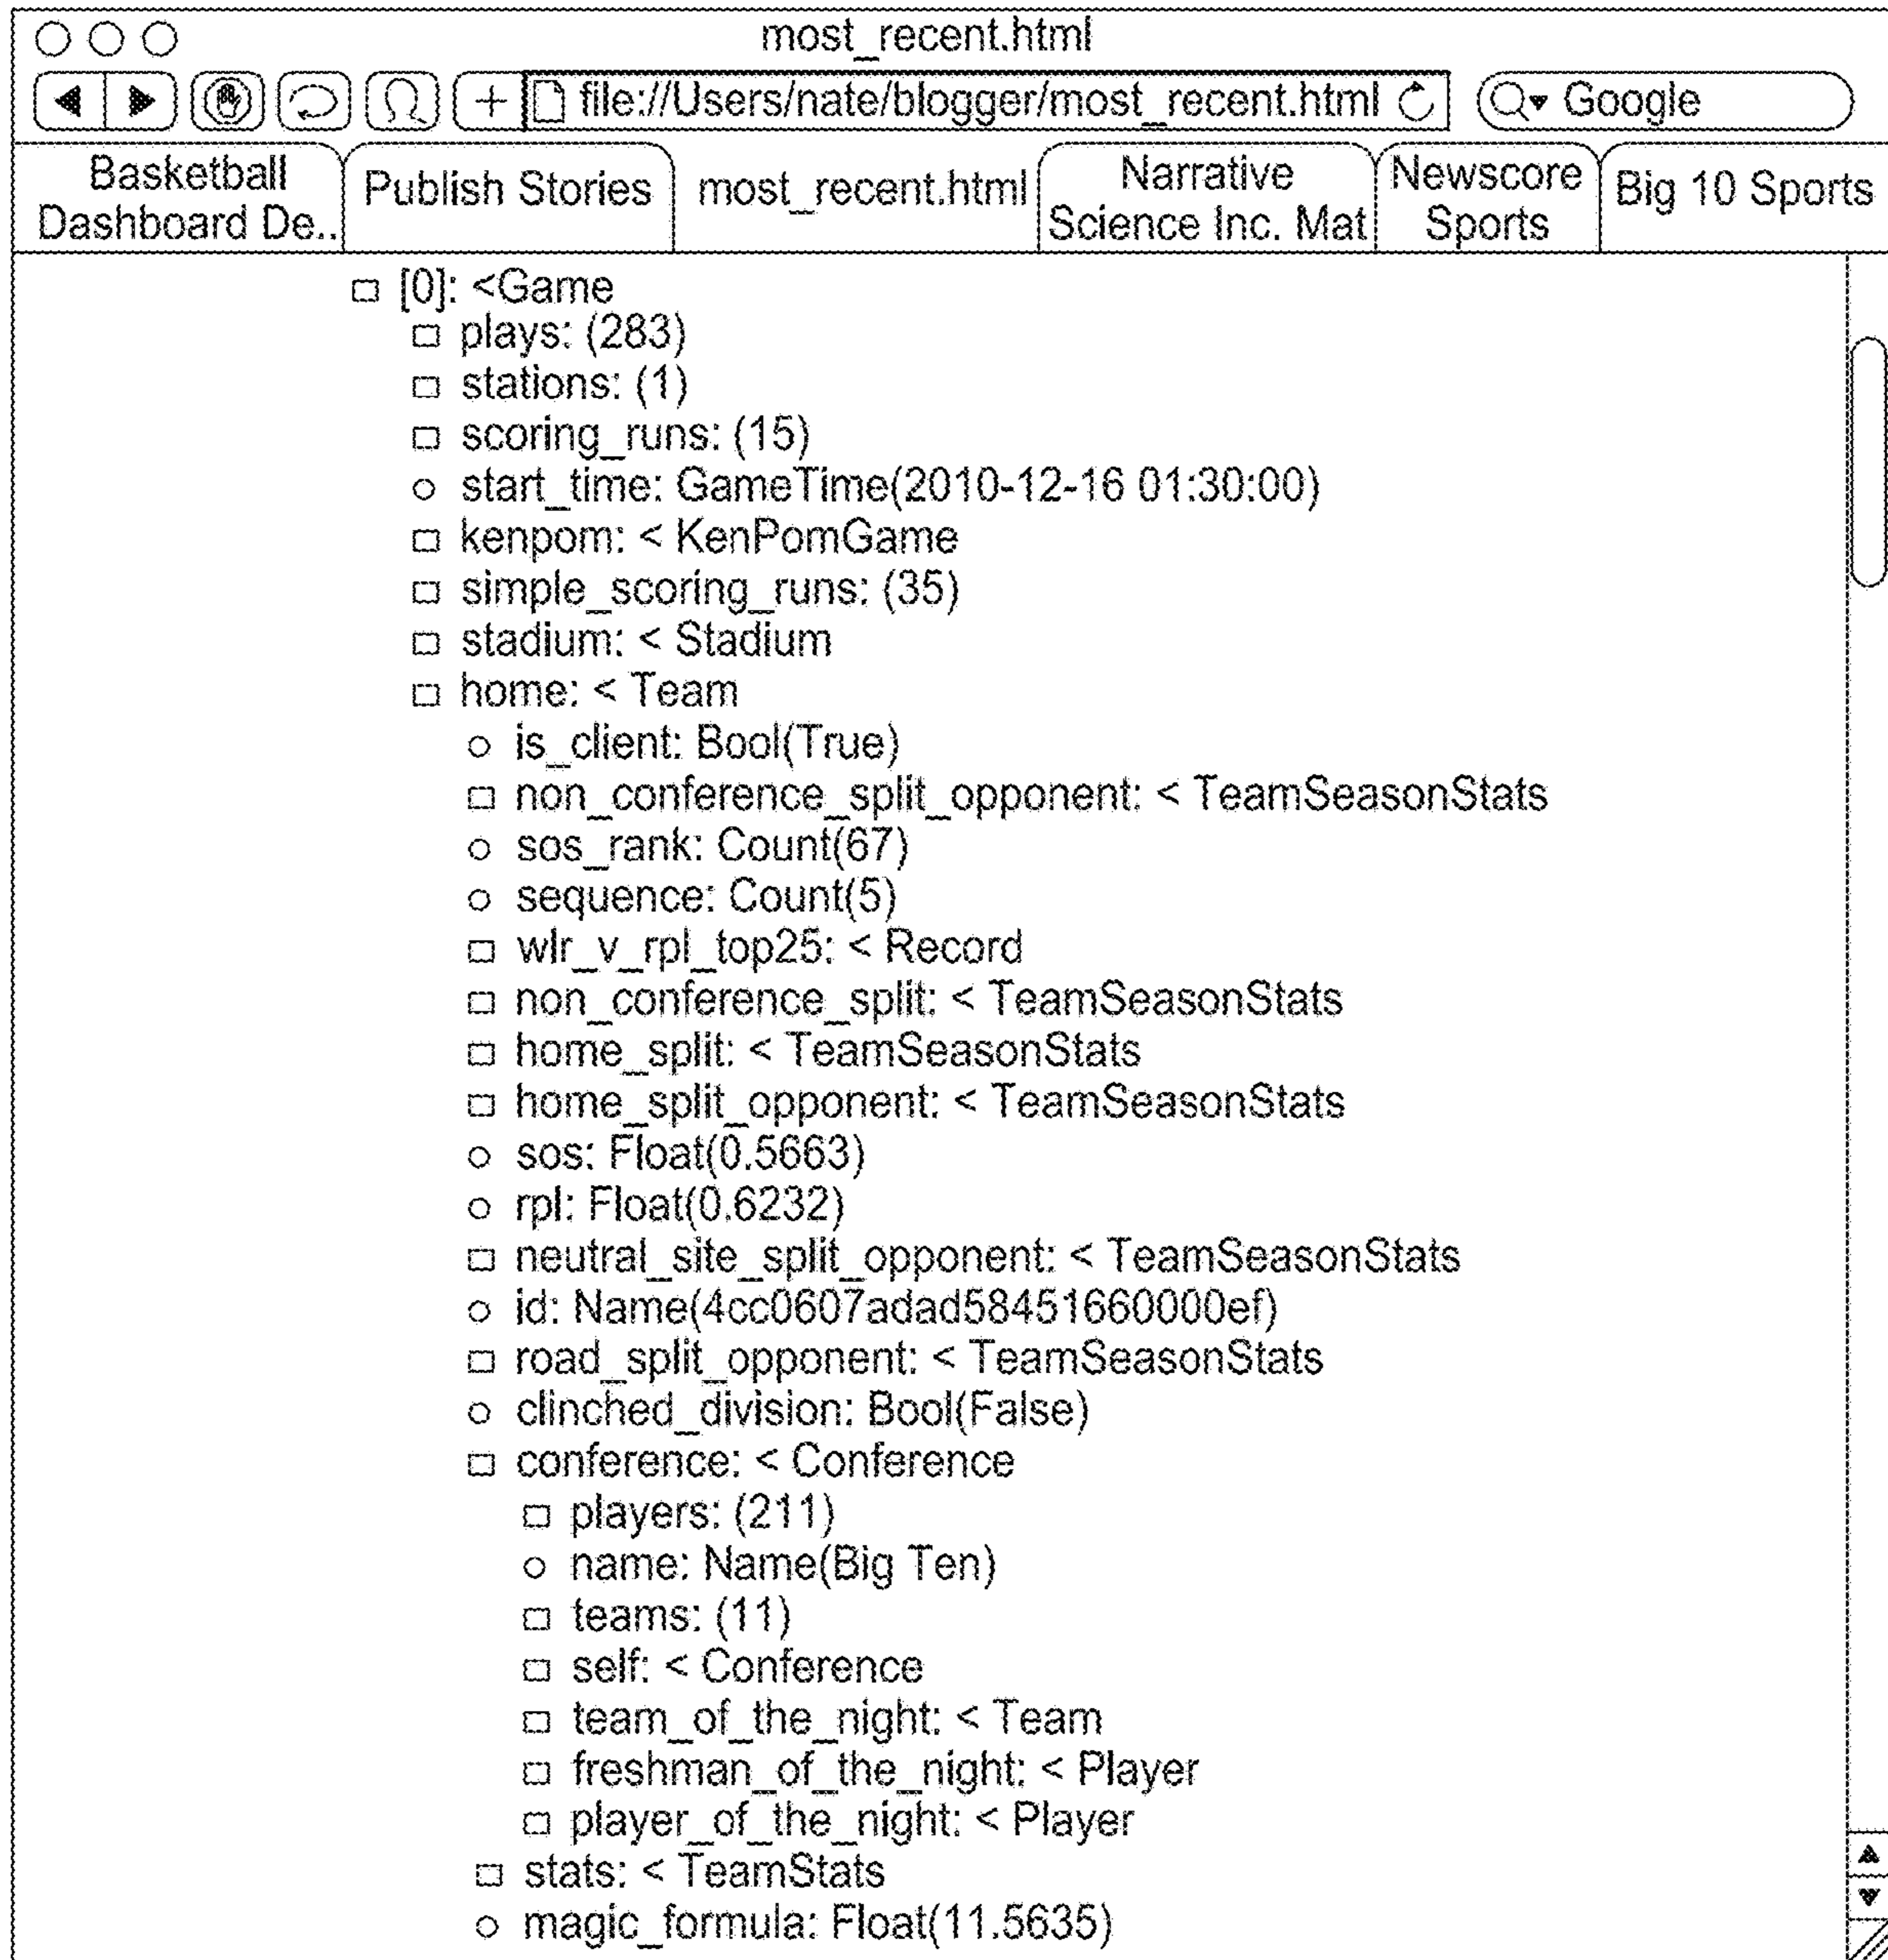 most_recent.html
+ file://Users/nate/blogger/most_recent.html Google
Basketball Dashboard De.. Publish Stories most_recent.html Narrative Science Inc. Mat Newscore Sports Big 10 Sports
[0]: <Game
plays: (283)
stations: (1)
scoring_runs: (15)
start_time: GameTime(2010-12-16 01:30:00)
kenpom: < KenPomGame
simple_scoring_runs: (35)
stadium: < Stadium
home: < Team
is_client: Bool(True)
non_conference_split_opponent: < TeamSeasonStats
sos_rank: Count(67)
sequence: Count(5)
wlr_v_rpl_top25: < Record
non_conference_split: < TeamSeasonStats
home_split: < TeamSeasonStats
home_split_opponent: < TeamSeasonStats
sos: Float(0.5663)
rpl: Float(0.6232)
neutral_site_split_opponent: < TeamSeasonStats
id: Name(4cc0607adad58451660000ef)
road_split_opponent: < TeamSeasonStats
clinched_division: Bool(False)
conference: < Conference
players: (211)
name: Name(Big Ten)
teams: (11)
self: < Conference
team_of_the_night: < Team
freshman_of_the_night: < Player
player_of_the_night: < Player
stats: < TeamStats
magic_formula: Float(11.5635)